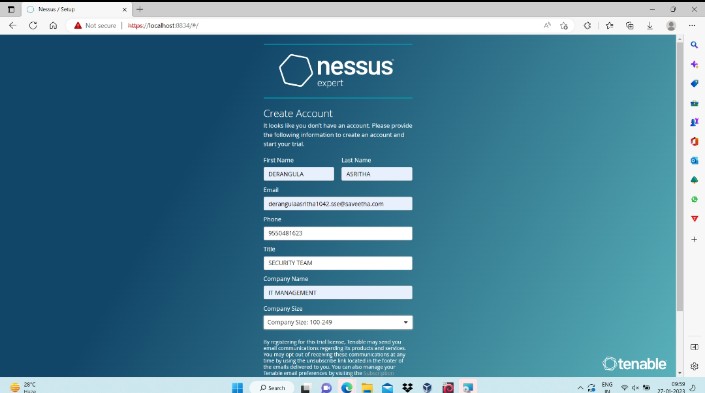 Nessus / Setup
Not secure
https://localhost:8834/#/
nessus
expert
Create Account
It looks like you don't have an account. Please provide
the following information to create an account and
start your trial.
First Name Last Name
DERANGULA ASRITHA
Email
derangulaasritha1042.sse@saveetha.com
Phone
9550481623
Title
SECURITY TEAM
Company Name
IT MANAGEMENT
Company Size
Company Size: 100-249
By registering for this trial license, Tenable may send you
email communications regarding its products and services.
You may opt out of receiving these communications at any
time by using the unsubscribe link located in the footer of
the emails delivered to you. You can also manage your
Tenable email preferences by visiting the Subscription
tenable
28°C
Haze
Search
ENG
IN
09:59
27-01-2023